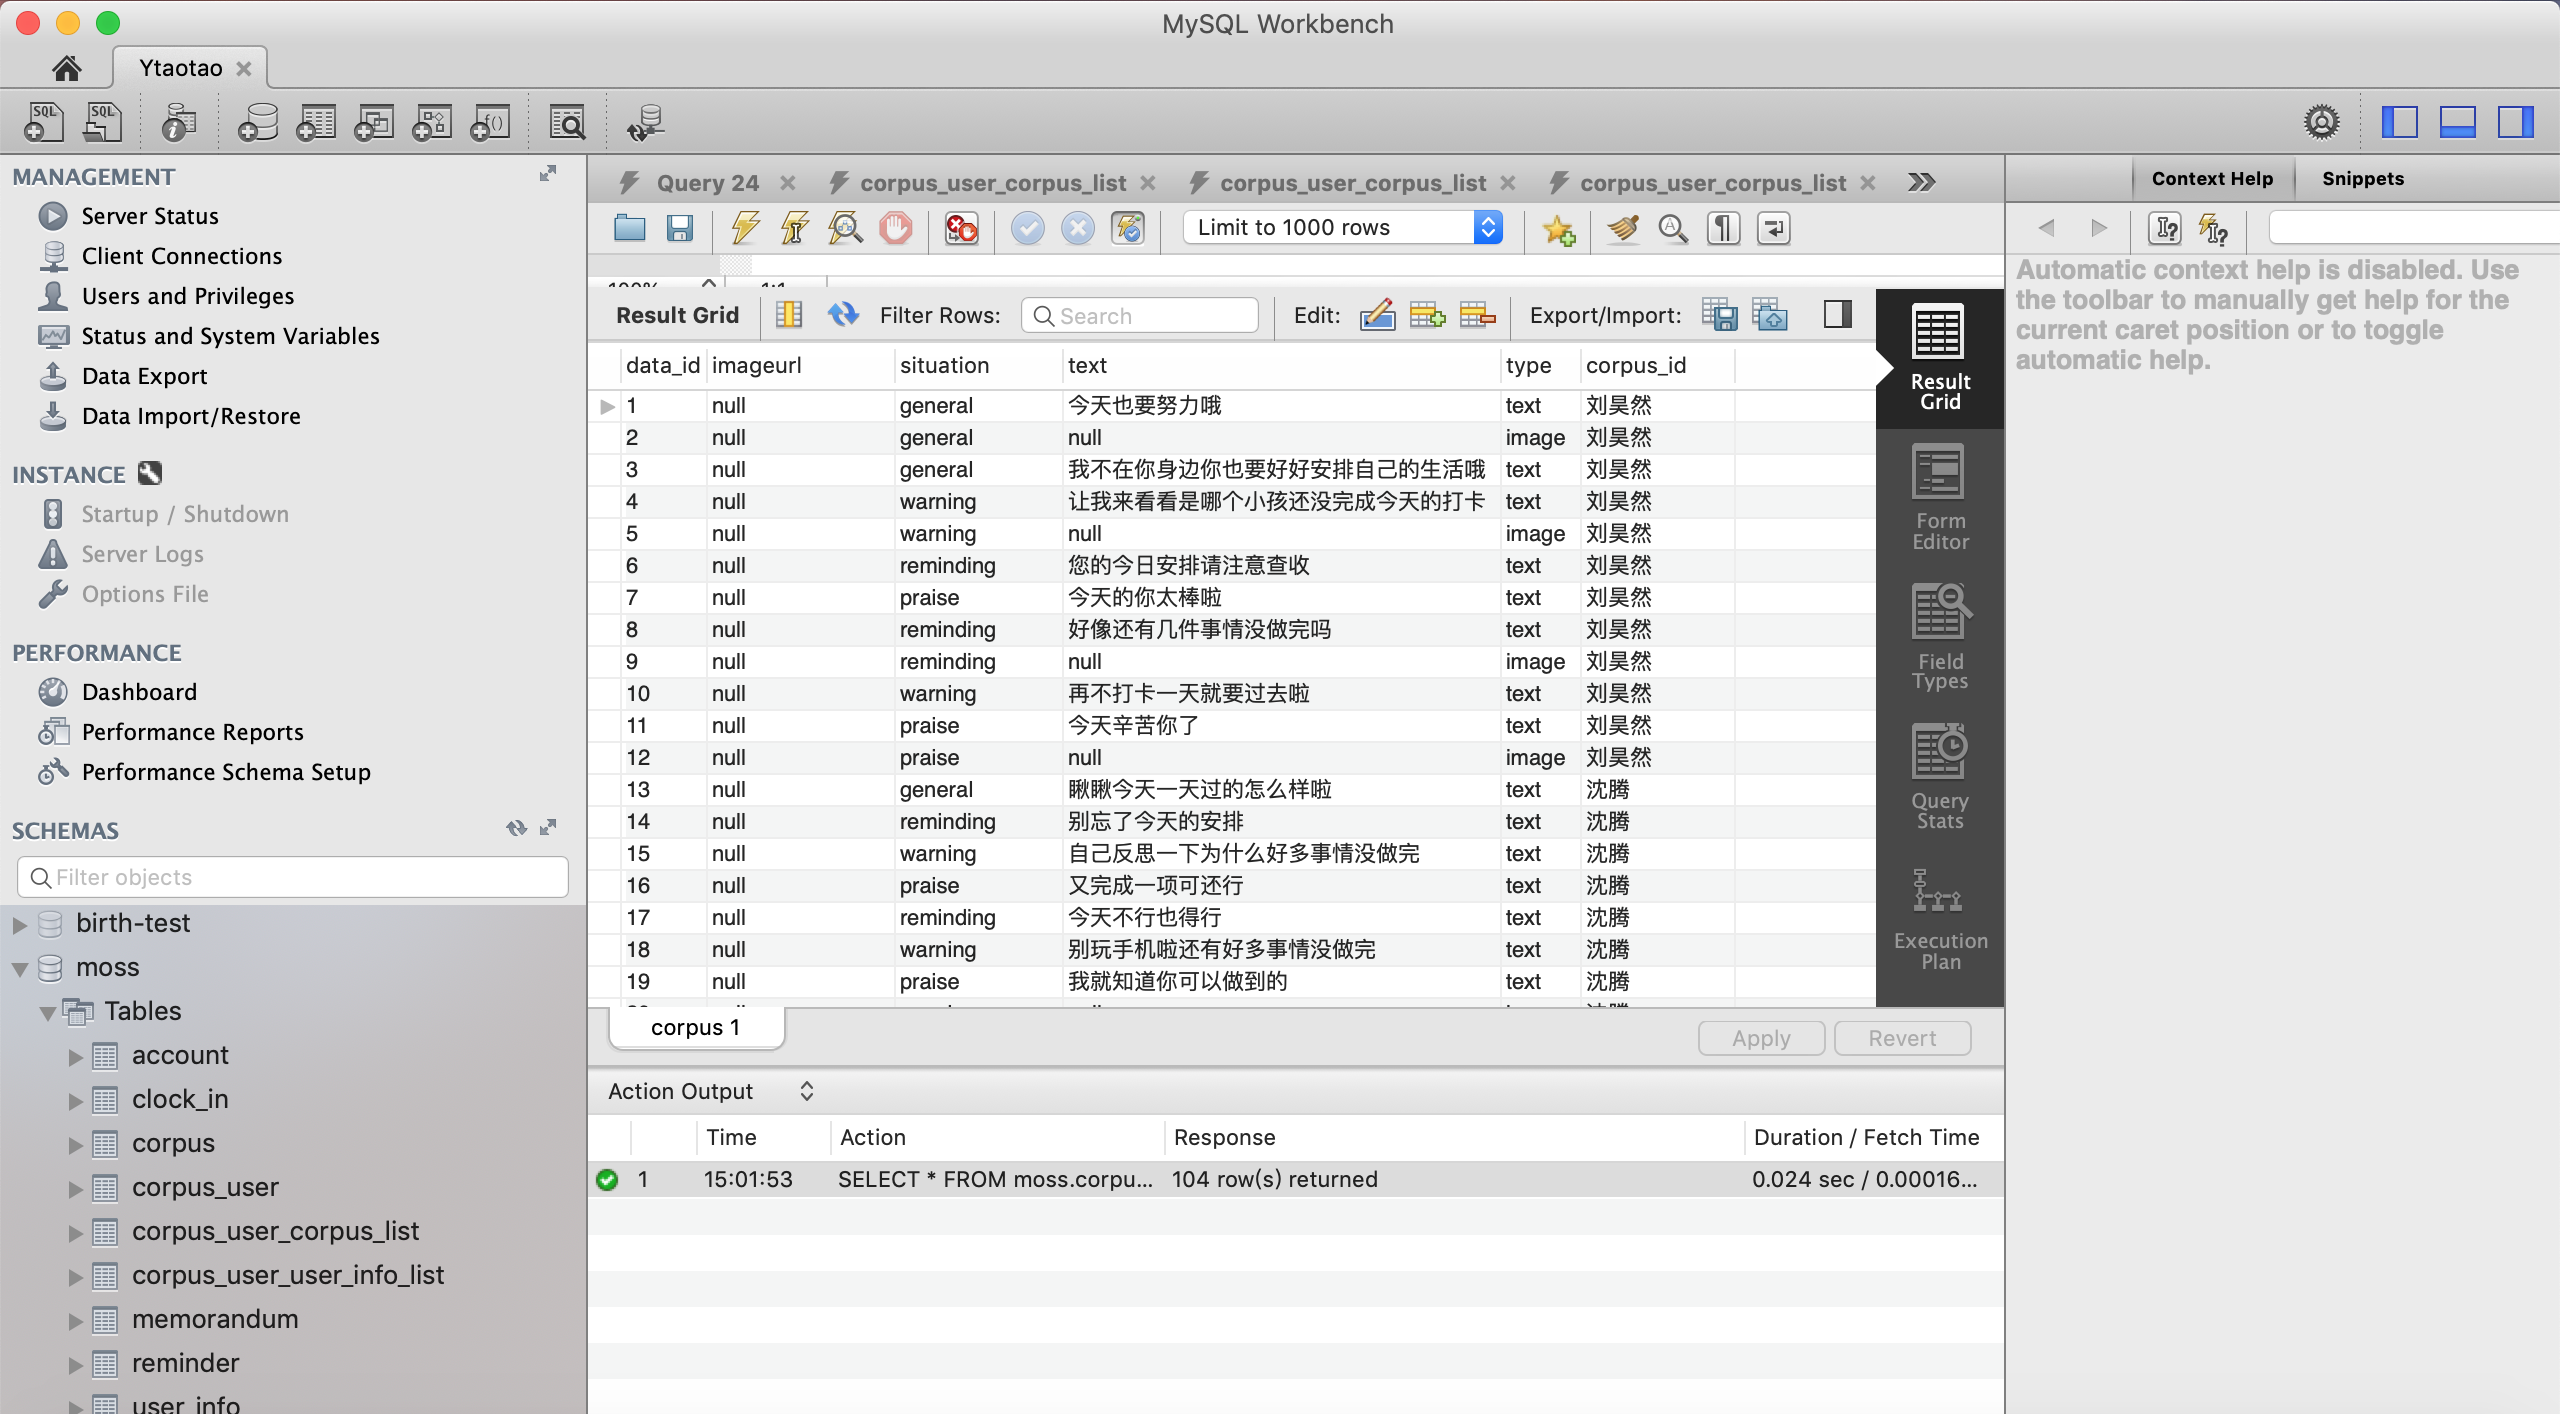 MySQL Workbench
Ytaotao
MANAGEMENT
Server Status
Client Connections
Users and Privileges
Status and System Variables
Data Export
Data Import/Restore
INSTANCE
Startup / Shutdown
Server Logs
Options File
PERFORMANCE
Dashboard
Performance Reports
Performance Schema Setup
SCHEMAS
Filter objects
birth-test
moss
Tables
account
clock_in
corpus
corpus_user
corpus_user_corpus_list
corpus_user_user_info_list
memorandum
reminder
user_info
Query 24 corpus_user_corpus_list corpus_user_corpus_list corpus_user_corpus_list
Limit to 1000 rows
100% 1:1
Result Grid Filter Rows: Search Edit: Export/Import:
data_id imageurl situation text type corpus_id
1 null general 今天也要努力哦 text 刘昊然
2 null general null image 刘昊然
3 null general 我不在你身边你也要好好安排自己的生活哦 text 刘昊然
4 null warning 让我来看看是哪个小孩还没完成今天的打卡 text 刘昊然
5 null warning null image 刘昊然
6 null reminding 您的今日安排请注意查收 text 刘昊然
7 null praise 今天的你太棒啦 text 刘昊然
8 null reminding 好像还有几件事情没做完吗 text 刘昊然
9 null reminding null image 刘昊然
10 null warning 再不打卡一天就要过去啦 text 刘昊然
11 null praise 今天辛苦你了 text 刘昊然
12 null praise null image 刘昊然
13 null general 瞅瞅今天一天过的怎么样啦 text 沈腾
14 null reminding 别忘了今天的安排 text 沈腾
15 null warning 自己反思一下为什么好多事情没做完 text 沈腾
16 null praise 又完成一项可还行 text 沈腾
17 null reminding 今天不行也得行 text 沈腾
18 null warning 别玩手机啦还有好多事情没做完 text 沈腾
19 null praise 我就知道你可以做到的 text 沈腾
Result
Grid
Form
Editor
Field
Types
Query
Stats
Execution
Plan
corpus 1
Apply Revert
Action Output
Time Action Response Duration / Fetch Time
1 15:01:53 SELECT * FROM moss.corpu... 104 row(s) returned 0.024 sec / 0.00016...
Context Help Snippets
Automatic context help is disabled. Use
the toolbar to manually get help for the
current caret position or to toggle
automatic help.